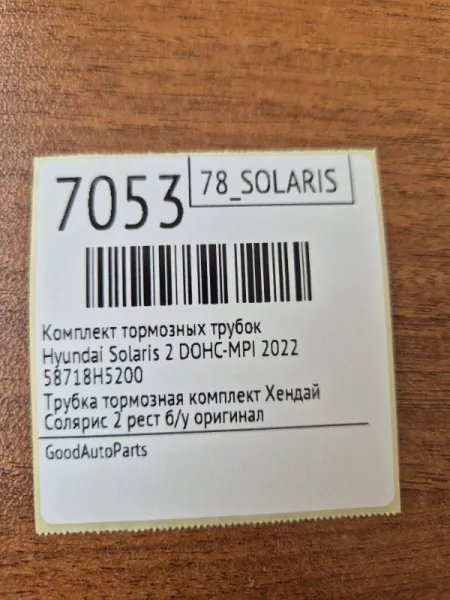 7053
78_SOLARIS
Комплект тормозных трубок
Hyundai Solaris 2 DOHC-MPI 2022
58718H5200
Трубка тормозная комплект Хендай
Солярис 2 рест б/у оригинал
GoodAutoParts